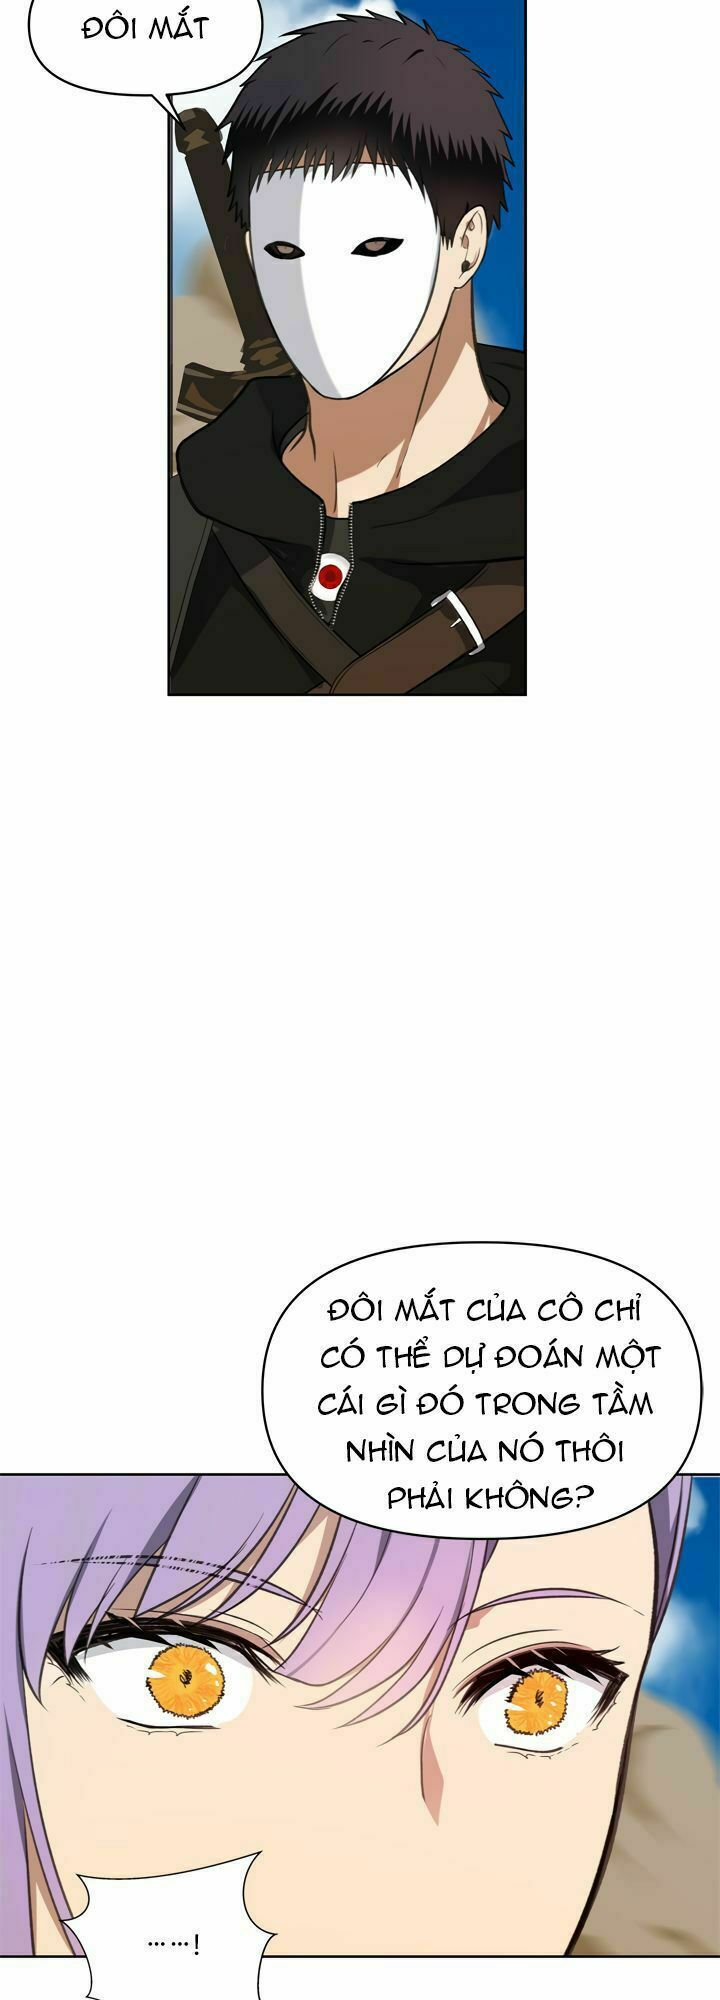 ĐÔI MẮT
ĐÔI MẮT CỦA CÔ CHỈ
CÓ THỂ DỰ ĐOÁN MỘT
CÁI GÌ ĐÓ TRONG TẦM
NHÌN CỦA NÓ THÔI
PHẢI KHÔNG?
……!